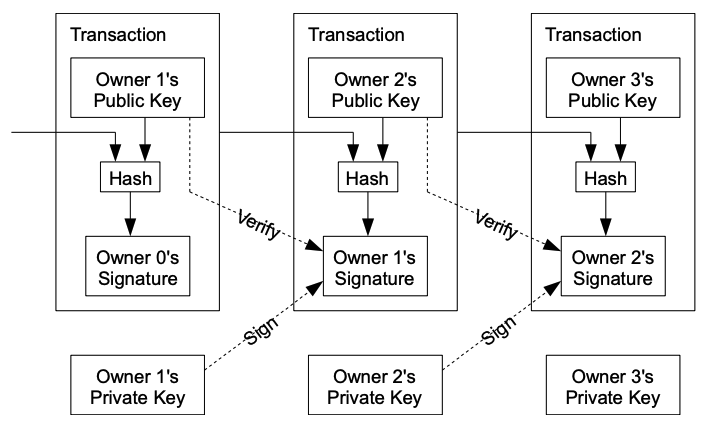 Transaction
Owner 1's
Public Key
Hash
Owner 0's
Signature
Transaction
Owner 2's
Public Key
Hash
Verify
Owner 1's
Signature
Sign
Transaction
Owner 3's
Public Key
Hash
Verify
Owner 2's
Signature
Sign
Owner 1's
Private Key
Owner 2's
Private Key
Owner 3's
Private Key